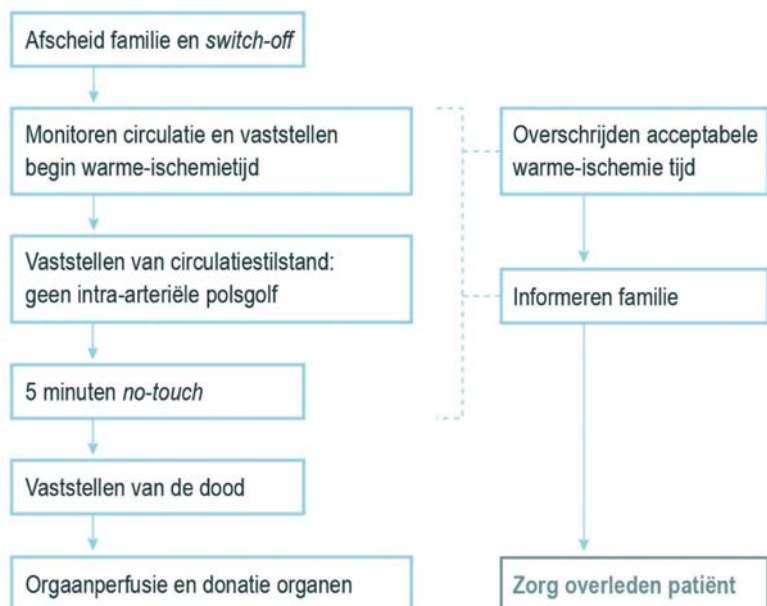 Afscheid familie en switch-off
Monitoren circulatie en vaststellen
begin warme-ischemietijd
Vaststellen van circulatiestilstand:
geen intra-arteriële polsgolf
5 minuten no-touch
Vaststellen van de dood
Orgaanperfusie en donatie organen
Overschrijden acceptabele
warme-ischemie tijd
Informeren familie
Zorg overleden patiënt